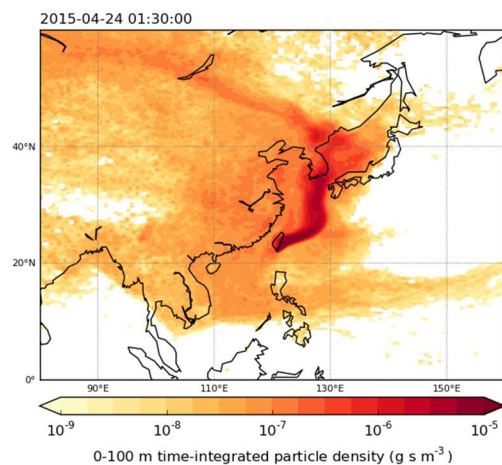 2015-04-24 01:30:00
40°N
20°N
0°
90°E 110°E 130°E 150°E
10⁻⁹ 10⁻⁸ 10⁻⁷ 10⁻⁶ 10⁻⁵
0-100 m time-integrated particle density (g s m⁻³)